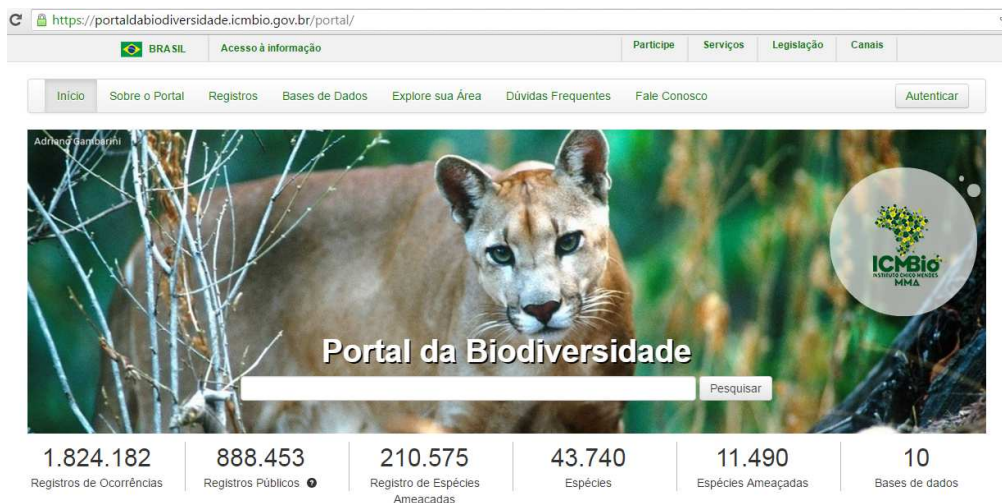 https://portaldabiodiversidade.icmbio.gov.br/portal/
BRASIL Acesso à informação Participe Serviços Legislação Canais
Início Sobre o Portal Registros Bases de Dados Explore sua Área Dúvidas Frequentes Fale Conosco Autenticar
Adriano Gambarini
ICMBio
INSTITUTO CHICO MENDES
MMA
Portal da Biodiversidade
Pesquisar
1.824.182 888.453 210.575 43.740 11.490 10
Registros de Ocorrências Registros Públicos Registro de Espécies Espécies Espécies Ameaçadas Bases de dados
Ameaçadas